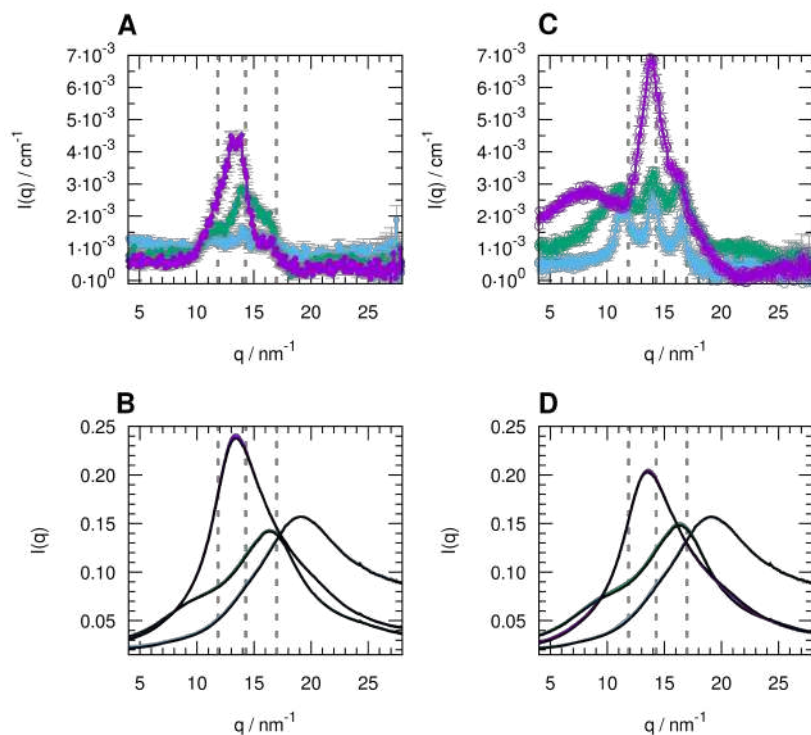 A
7·10⁻³
6·10⁻³
5·10⁻³
4·10⁻³
3·10⁻³
2·10⁻³
1·10⁻³
0·10⁰
I(q) / cm⁻¹
5 10 15 20 25
q / nm⁻¹
C
7·10⁻³
6·10⁻³
5·10⁻³
4·10⁻³
3·10⁻³
2·10⁻³
1·10⁻³
0·10⁰
I(q) / cm⁻¹
5 10 15 20 25
q / nm⁻¹
B
0.25
0.20
0.15
0.10
0.05
I(q)
5 10 15 20 25
q / nm⁻¹
D
0.25
0.20
0.15
0.10
0.05
I(q)
5 10 15 20 25
q / nm⁻¹